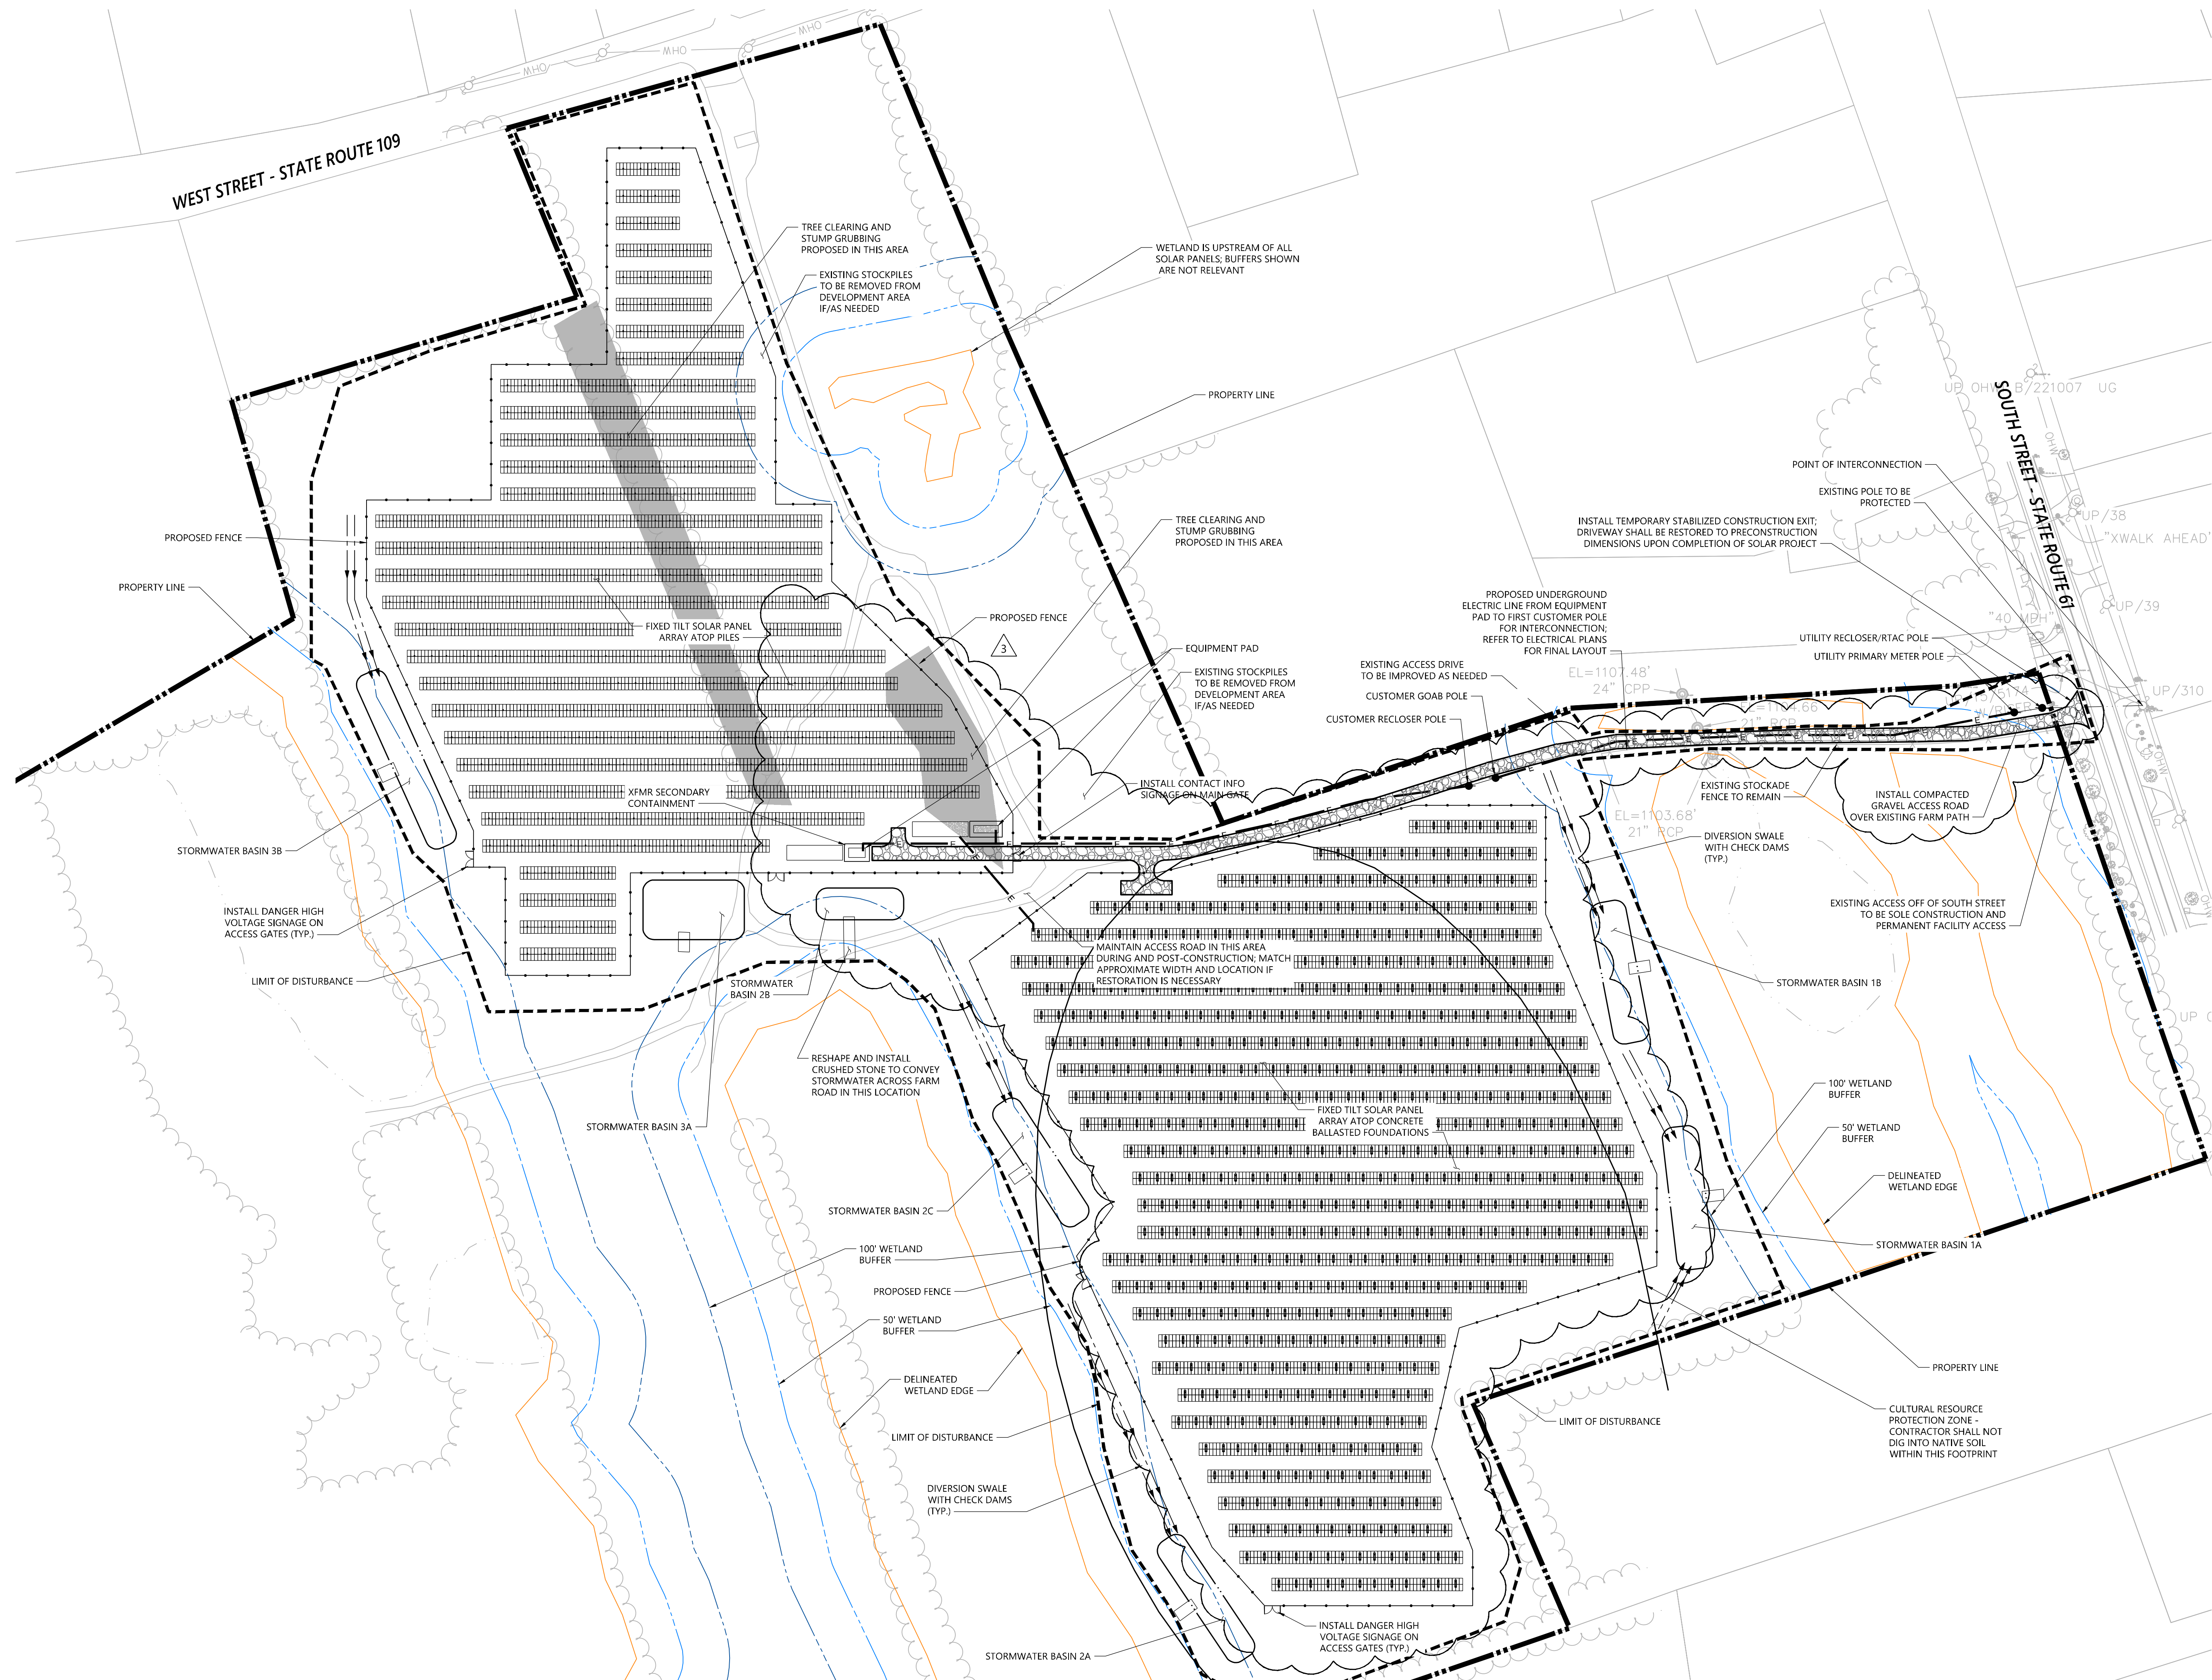 OHW
OHW
OHW
OHW
WEST STREET - STATE ROUTE 109
TREE CLEARING AND
STUMP GRUBBING
PROPOSED IN THIS AREA
EXISTING STOCKPILES
TO BE REMOVED FROM
DEVELOPMENT AREA
IF/AS NEEDED
WETLAND IS UPSTREAM OF ALL
SOLAR PANELS; BUFFERS SHOWN
ARE NOT RELEVANT
PROPERTY LINE
SOUTH STREET - STATE ROUTE 61
UP OHW B/221007 UG
OHW
POINT OF INTERCONNECTION
EXISTING POLE TO BE
PROTECTED
INSTALL TEMPORARY STABILIZED CONSTRUCTION EXIT;
DRIVEWAY SHALL BE RESTORED TO PRECONSTRUCTION
DIMENSIONS UPON COMPLETION OF SOLAR PROJECT
UP/38
"XWALK AHEAD"
UP/39
"40 MPH"
PROPOSED FENCE
PROPERTY LINE
TREE CLEARING AND
STUMP GRUBBING
PROPOSED IN THIS AREA
FIXED TILT SOLAR PANEL
ARRAY ATOP PILES
PROPOSED FENCE
3
EQUIPMENT PAD
EXISTING STOCKPILES
TO BE REMOVED FROM
DEVELOPMENT AREA
IF/AS NEEDED
PROPOSED UNDERGROUND
ELECTRIC LINE FROM EQUIPMENT
PAD TO FIRST CUSTOMER POLE
FOR INTERCONNECTION;
REFER TO ELECTRICAL PLANS
FOR FINAL LAYOUT
UTILITY RECLOSER/RTAC POLE
UTILITY PRIMARY METER POLE
EXISTING ACCESS DRIVE
TO BE IMPROVED AS NEEDED
CUSTOMER GOAB POLE
CUSTOMER RECLOSER POLE
EL=1107.48'
24" CPP
EL=1104.66'
21" RCP
UP/310
XFMR SECONDARY
CONTAINMENT
INSTALL CONTACT INFO
SIGNAGE ON MAIN GATE
EXISTING STOCKADE
FENCE TO REMAIN
INSTALL COMPACTED
GRAVEL ACCESS ROAD
OVER EXISTING FARM PATH
EL=1103.68'
21" RCP
DIVERSION SWALE
WITH CHECK DAMS
(TYP.)
OHW
STORMWATER BASIN 3B
INSTALL DANGER HIGH
VOLTAGE SIGNAGE ON
ACCESS GATES (TYP.)
LIMIT OF DISTURBANCE
EXISTING ACCESS OFF OF SOUTH STREET
TO BE SOLE CONSTRUCTION AND
PERMANENT FACILITY ACCESS
OHW
MAINTAIN ACCESS ROAD IN THIS AREA
DURING AND POST-CONSTRUCTION; MATCH
APPROXIMATE WIDTH AND LOCATION IF
RESTORATION IS NECESSARY
STORMWATER
BASIN 2B
STORMWATER BASIN 1B
UP
RESHAPE AND INSTALL
CRUSHED STONE TO CONVEY
STORMWATER ACROSS FARM
ROAD IN THIS LOCATION
STORMWATER BASIN 3A
FIXED TILT SOLAR PANEL
ARRAY ATOP CONCRETE
BALLASTED FOUNDATIONS
100' WETLAND
BUFFER
50' WETLAND
BUFFER
DELINEATED
WETLAND EDGE
STORMWATER BASIN 2C
STORMWATER BASIN 1A
100' WETLAND
BUFFER
PROPOSED FENCE
50' WETLAND
BUFFER
DELINEATED
WETLAND EDGE
PROPERTY LINE
LIMIT OF DISTURBANCE
LIMIT OF DISTURBANCE
CULTURAL RESOURCE
PROTECTION ZONE -
CONTRACTOR SHALL NOT
DIG INTO NATIVE SOIL
WITHIN THIS FOOTPRINT
DIVERSION SWALE
WITH CHECK DAMS
(TYP.)
INSTALL DANGER HIGH
VOLTAGE SIGNAGE ON
ACCESS GATES (TYP.)
STORMWATER BASIN 2A